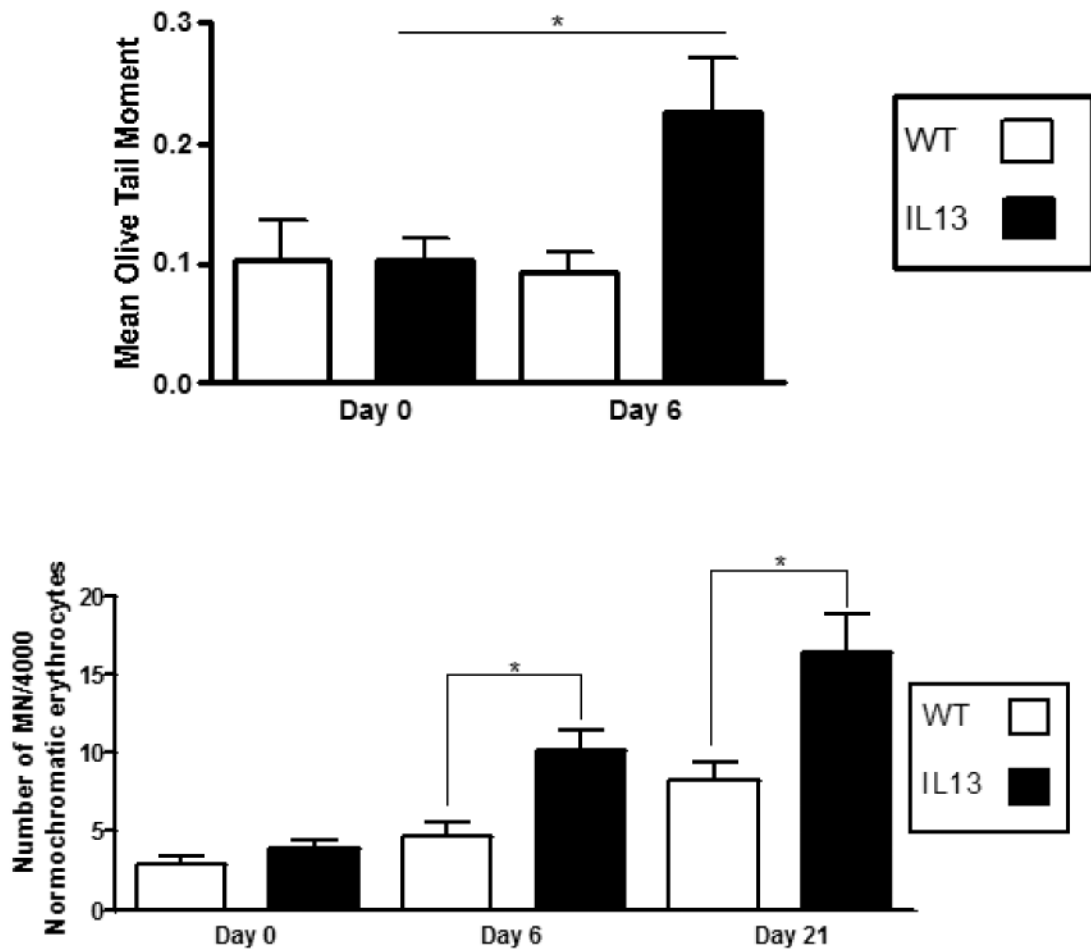 *
0.3
0.2
0.1
0.0
Mean Olive Tail Moment
Day 0
Day 6
WT
IL13
*
*
20
15
10
5
0
Number of MN/4000
Normochromatic erythrocytes
Day 0
Day 6
Day 21
WT
IL13